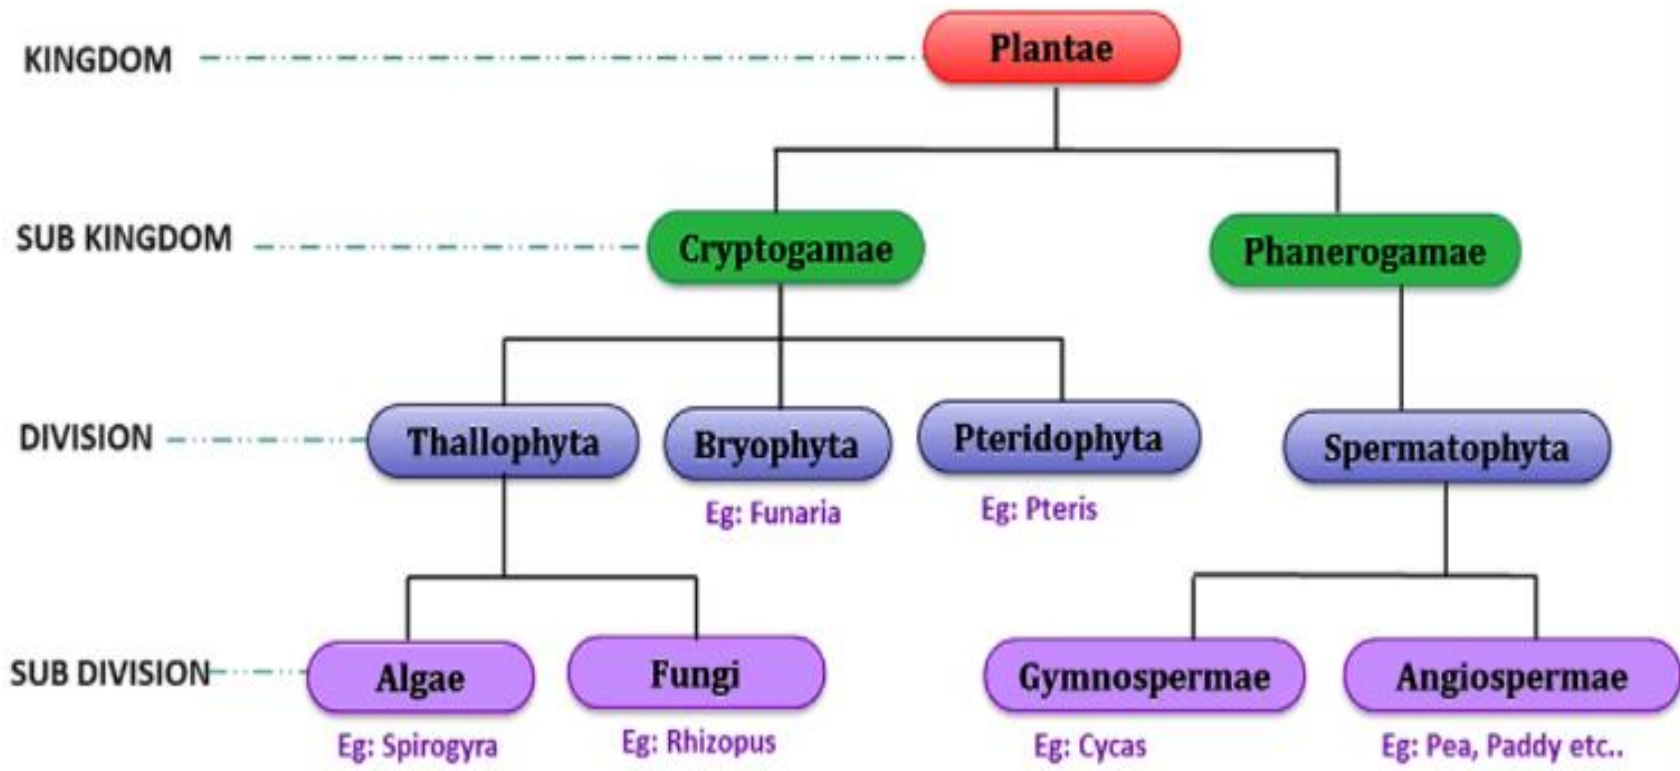 KINGDOM
Plantae
SUB KINGDOM
Cryptogamae
Phanerogamae
DIVISION
Thallophyta
Bryophyta
Pteridophyta
Spermatophyta
Eg: Funaria
Eg: Pteris
SUB DIVISION
Algae
Fungi
Gymnospermae
Angiospermae
Eg: Spirogyra
Eg: Rhizopus
Eg: Cycas
Eg: Pea, Paddy etc..